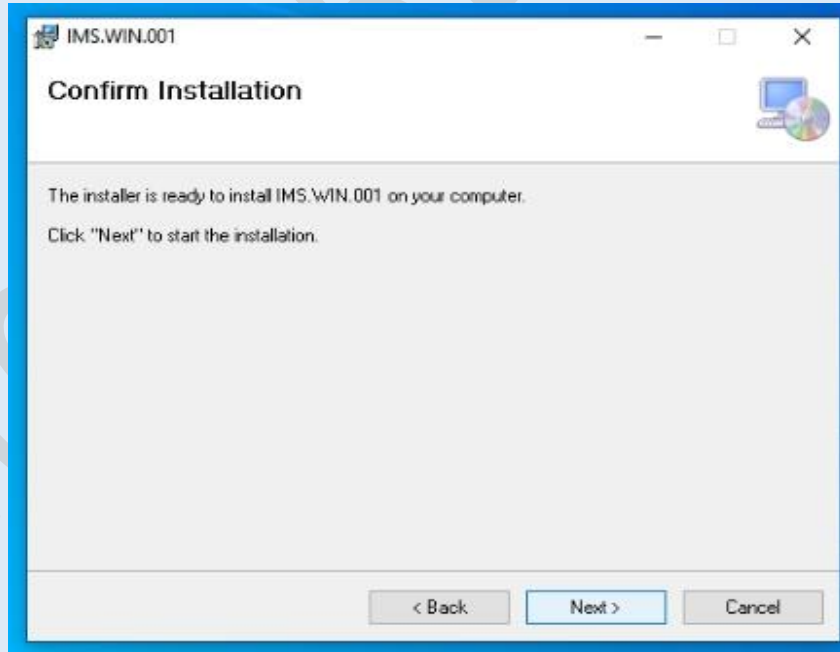 IMS.WIN.001
Confirm Installation
The installer is ready to install IMS.WIN.001 on your computer.
Click "Next" to start the installation.
< Back
Next >
Cancel